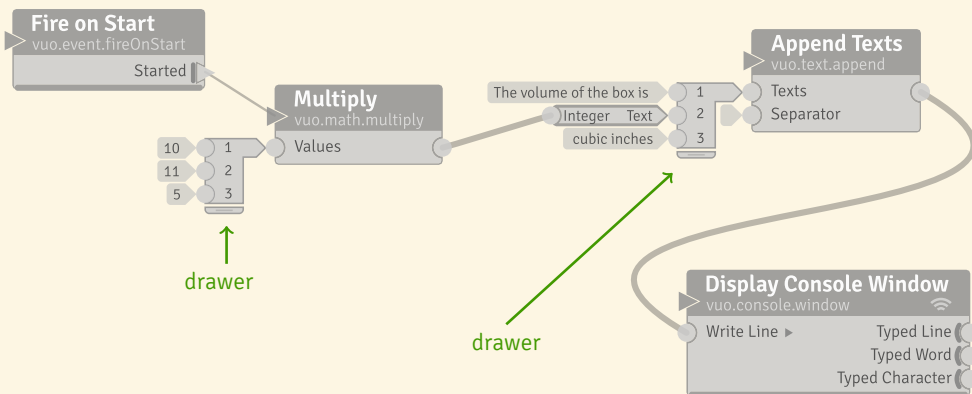 Fire on Start
vuo.event.fireOnStart
Started
Multiply
vuo.math.multiply
Values
10
1
11
2
5
3
drawer
The volume of the box is
1
Integer Text
2
cubic inches
3
drawer
Append Texts
vuo.text.append
Texts
Separator
Display Console Window
vuo.console.window
Write Line
Typed Line
Typed Word
Typed Character